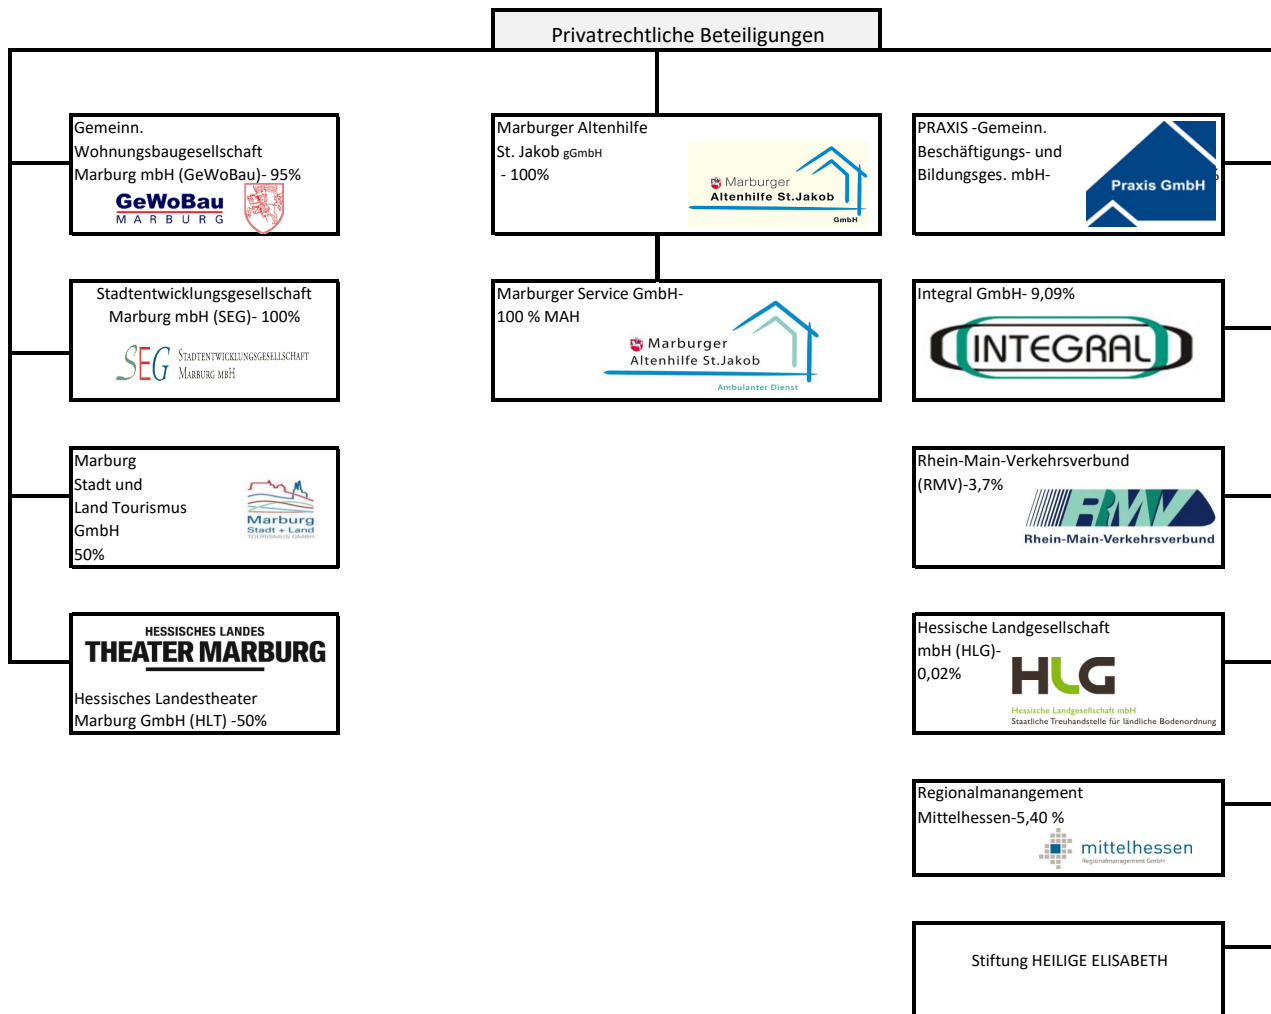 Privatrechtliche Beteiligungen
Gemeinn.
Wohnungsbaugesellschaft
Marburg mbH (GeWoBau)- 95%
GeWoBau
MARBURG
Stadtentwicklungsgesellschaft
Marburg mbH (SEG)- 100%
SEG STADTENTWICKLUNGSGESELLSCHAFT
MARBURG MBH
Marburg
Stadt und
Land Tourismus
GmbH
50%
Marburg
Stadt + Land
TOURISMUS GMBH
HESSISCHES LANDES
THEATER MARBURG
Hessisches Landestheater
Marburg GmbH (HLT) -50%
Marburger Altenhilfe
St. Jakob gGmbH
- 100%
Marburger
Altenhilfe St.Jakob
GmbH
Marburger Service GmbH-
100 % MAH
Marburger
Altenhilfe St.Jakob
Ambulanter Dienst
PRAXIS -Gemeinn.
Beschäftigungs- und
Bildungsges. mbH-
Praxis GmbH
Integral GmbH- 9,09%
INTEGRAL
Rhein-Main-Verkehrsverbund
(RMV)-3,7%
RMV
Rhein-Main-Verkehrsverbund
Hessische Landgesellschaft
mbH (HLG)-
0,02%
HLG
Hessische Landgesellschaft mbH
Staatliche Treuhandstelle für ländliche Bodenordnung
Regionalmanangement
Mittelhessen-5,40 %
mittelhessen
Regionalmanagement GmbH
Stiftung HEILIGE ELISABETH